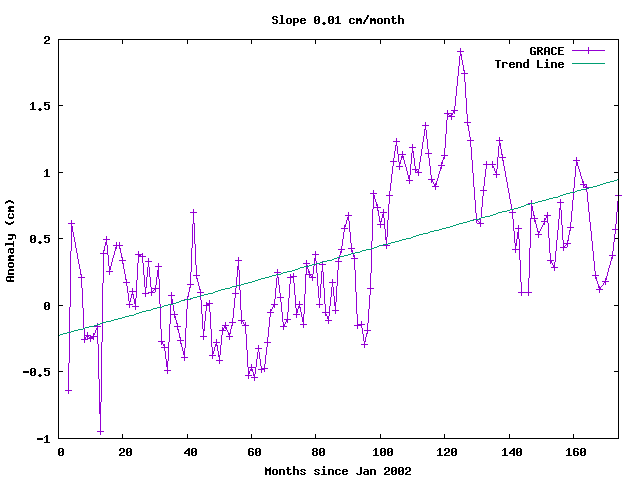 Slope 0.01 cm/month
GRACE
Trend Line
2
1.5
1
0.5
0
-0.5
-1
Anomaly (cm)
0 20 40 60 80 100 120 140 160
Months since Jan 2002